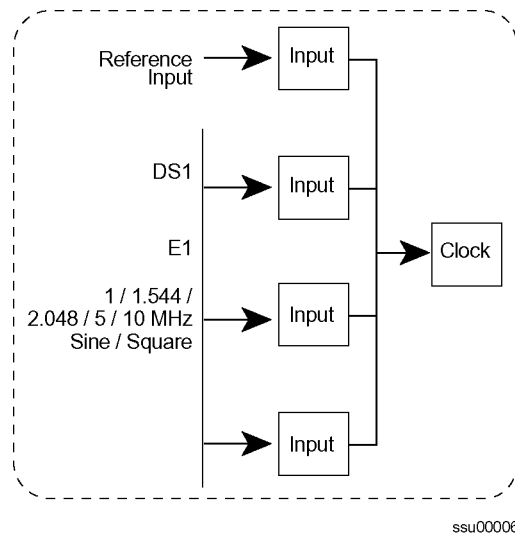 Reference
Input
Input
DS1
Input
E1
Clock
1 / 1.544 /
2.048 / 5 / 10 MHz
Sine / Square
Input
Input
ssu00006